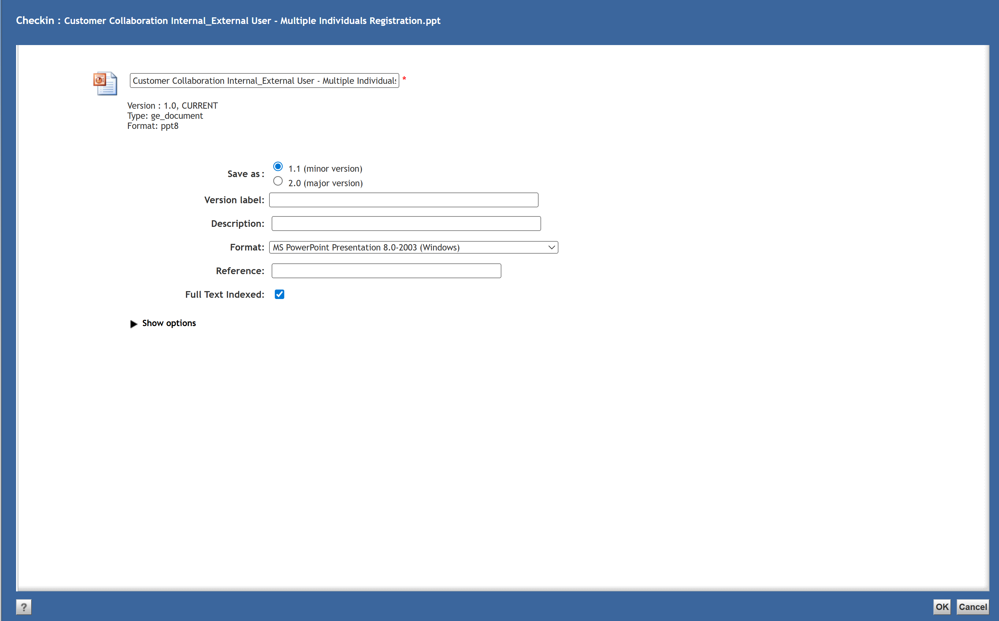 Checkin : Customer Collaboration Internal_External User - Multiple Individuals Registration.ppt
Customer Collaboration Internal_External User - Multiple Individuals *
Version : 1.0, CURRENT
Type: ge_document
Format: ppt8
Save as :
1.1 (minor version)
2.0 (major version)
Version label:
Description:
Format: MS PowerPoint Presentation 8.0-2003 (Windows)
Reference:
Full Text Indexed:
Show options
? OK Cancel